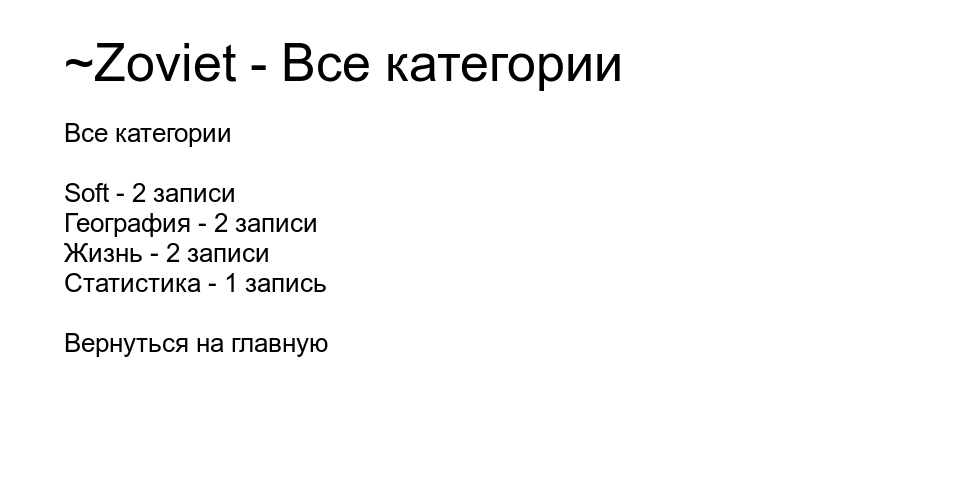 ~Zoviet - Все категории
Все категории
Soft - 2 записи
География - 2 записи
Жизнь - 2 записи
Статистика - 1 запись
Вернуться на главную